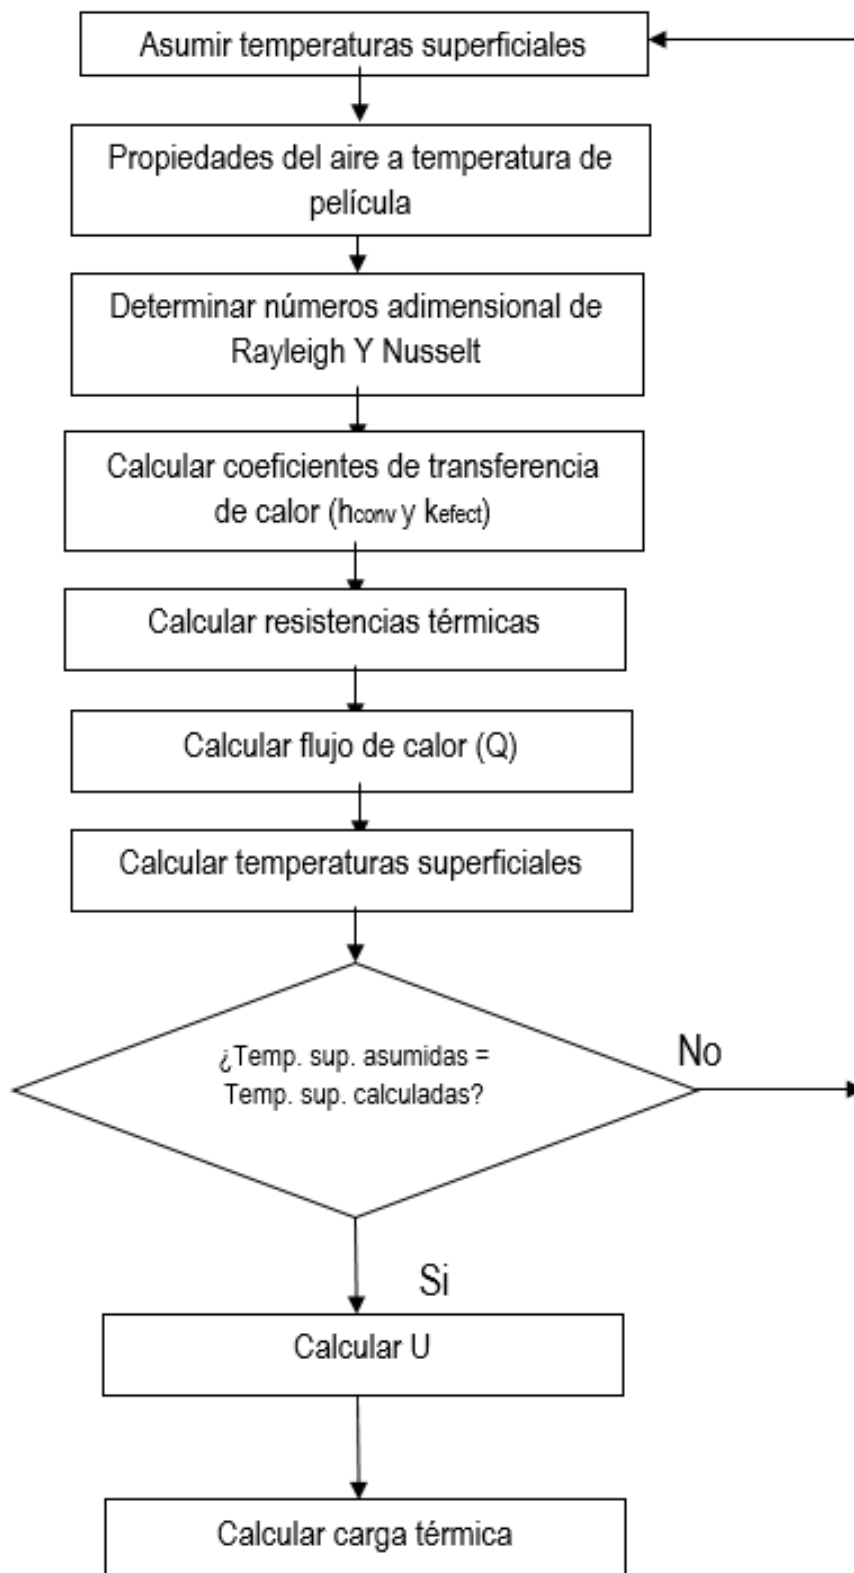 Asumir temperaturas superficiales
Propiedades del aire a temperatura de
película
Determinar números adimensional de
Rayleigh Y Nusselt
Calcular coeficientes de transferencia
de calor (hconv y kefect)
Calcular resistencias térmicas
Calcular flujo de calor (Q)
Calcular temperaturas superficiales
¿Temp. sup. asumidas =
Temp. sup. calculadas?
No
Si
Calcular U
Calcular carga térmica